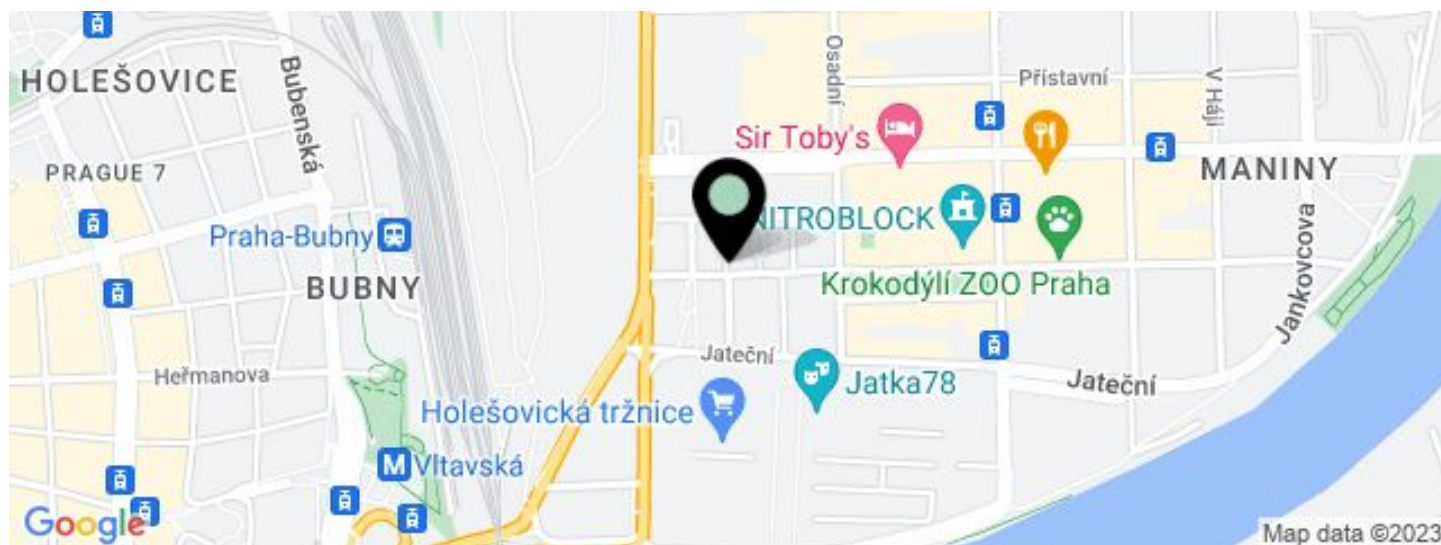 HOLEŠOVICE
Bubenská
Osadní
Přístavní
V Háji
Sir Toby's
PRAGUE 7
MANINY
NITROBLOCK
Praha-Bubny
BUBNY
Krokodýlí ZOO Praha
Jankovcova
Jateční
Heřmanova
Jatka78
Jateční
Holešovická tržnice
M Vltavská
Google
Map data ©2023